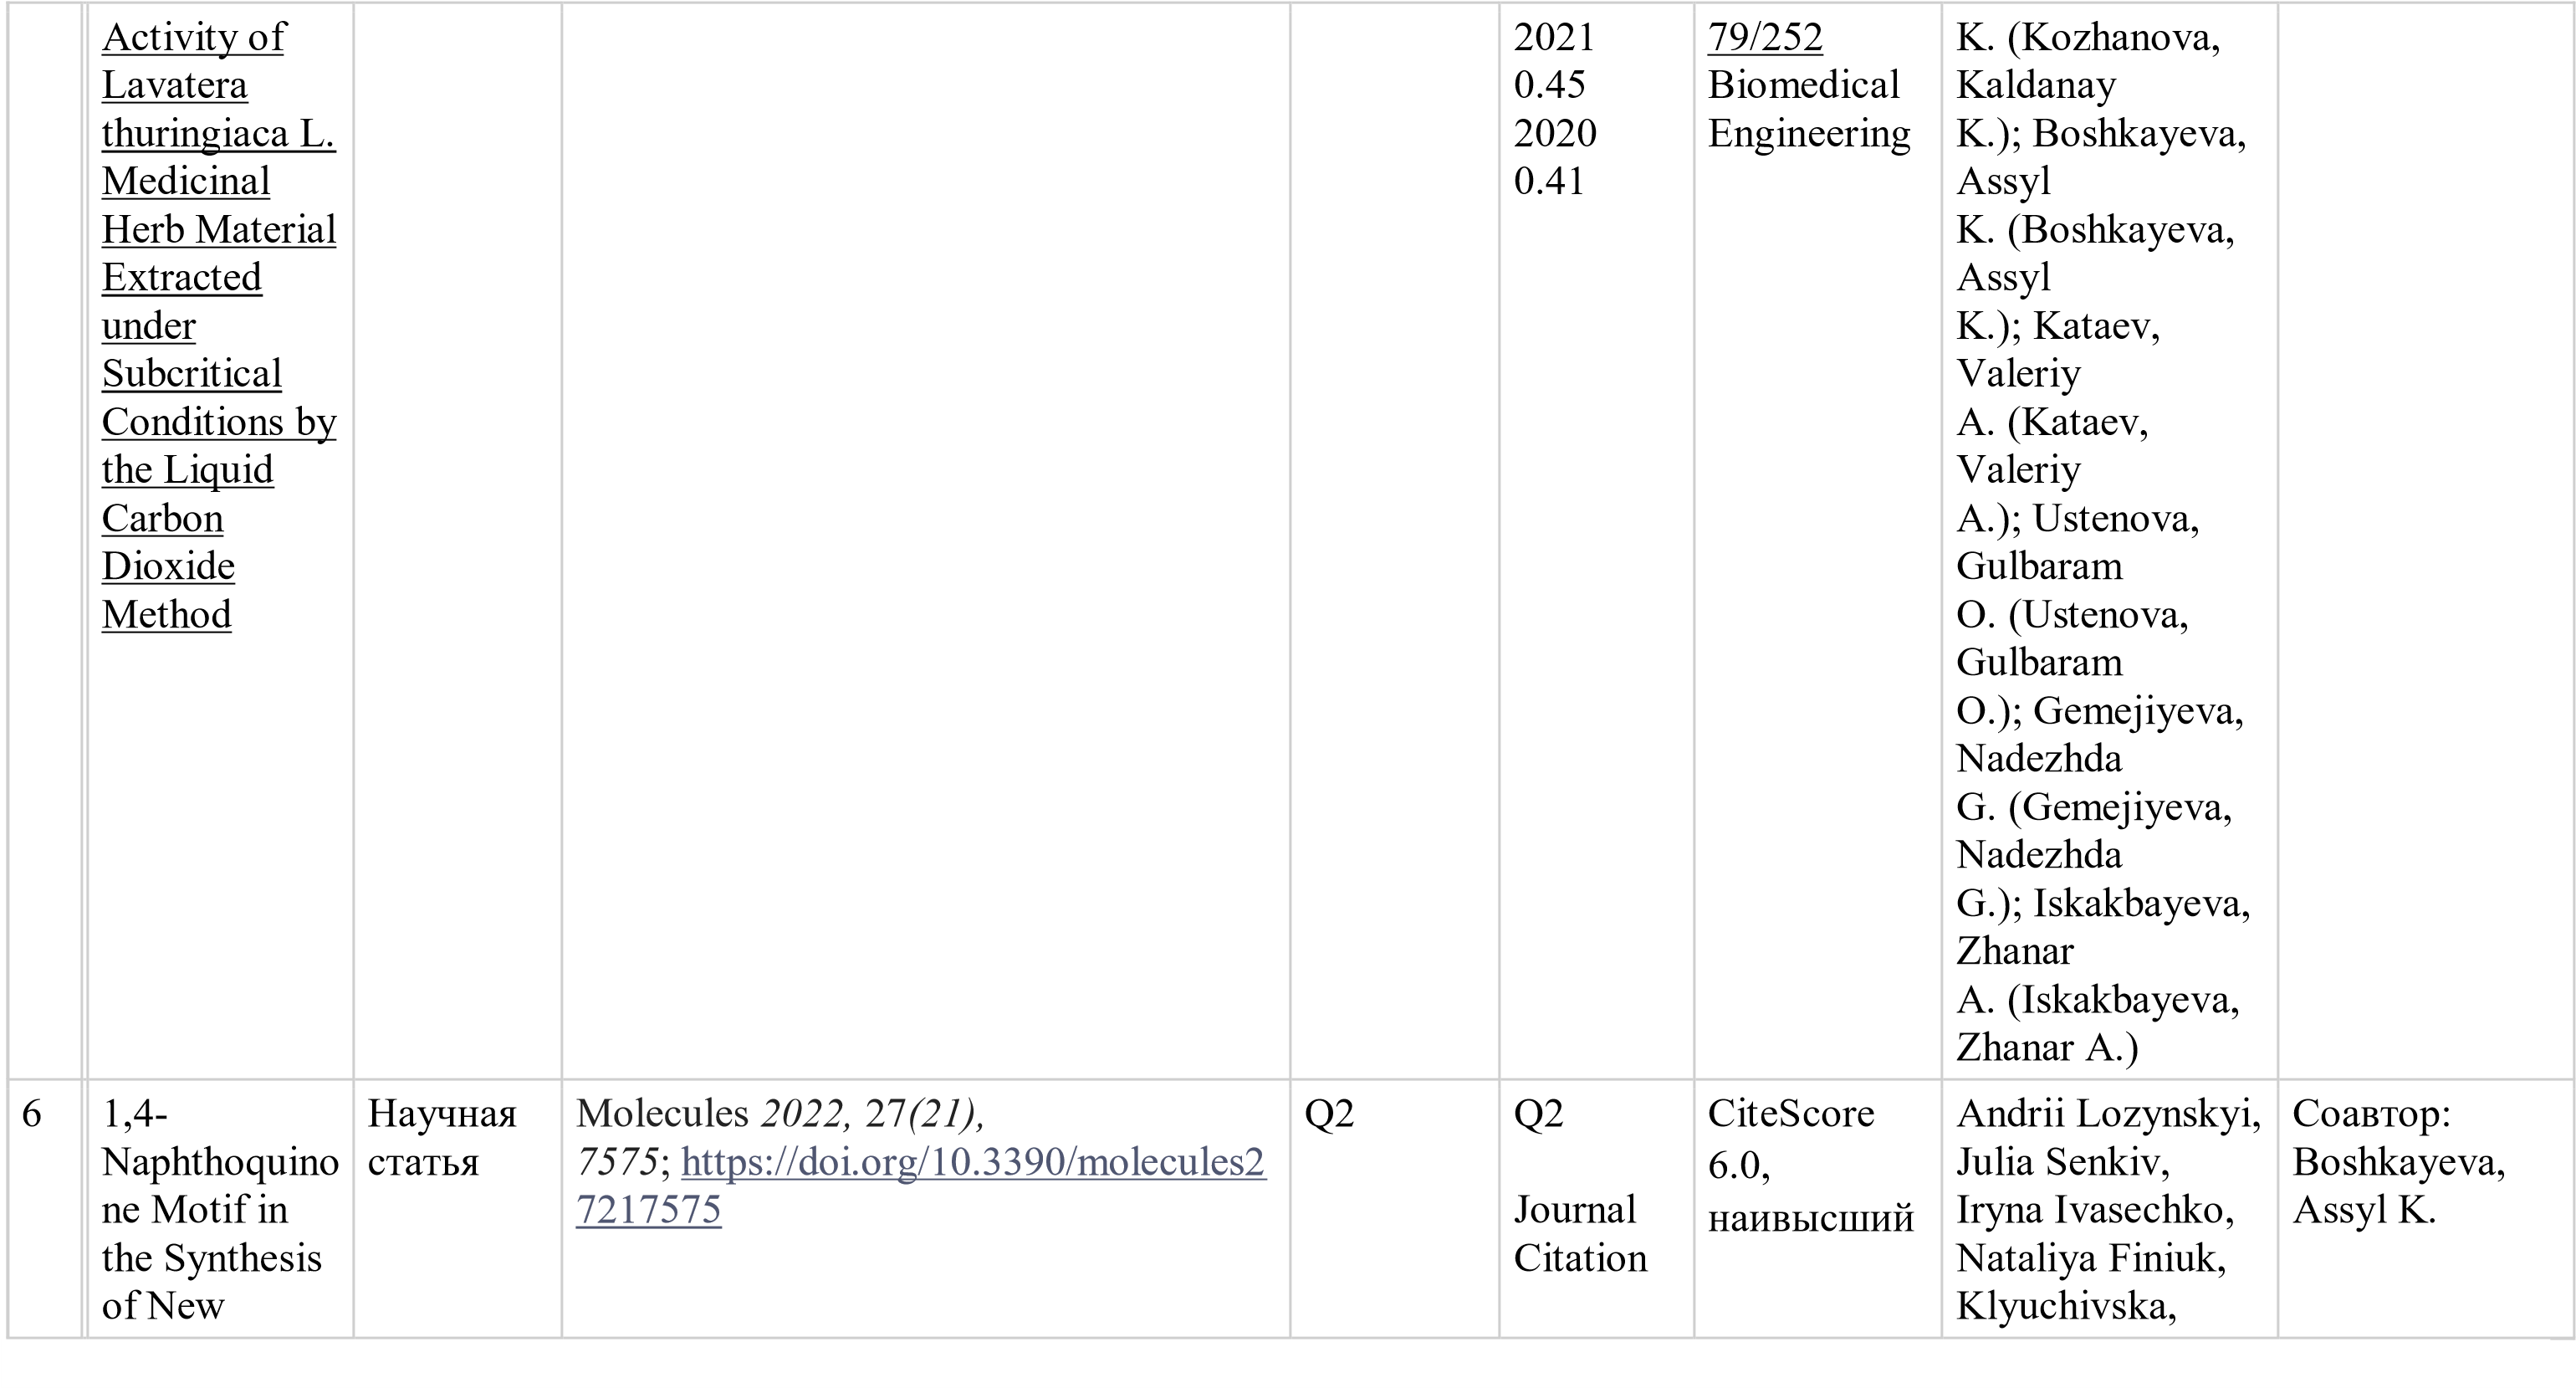 Activity of
Lavatera
thuringiaca L.
Medicinal
Herb Material
Extracted
under
Subcritical
Conditions by
the Liquid
Carbon
Dioxide
Method
2021
0.45
2020
0.41
79/252
Biomedical
Engineering
K. (Kozhanova,
Kaldanay
K.); Boshkayeva,
Assyl
K. (Boshkayeva,
Assyl
K.); Kataev,
Valeriy
A. (Kataev,
Valeriy
A.); Ustenova,
Gulbaram
O. (Ustenova,
Gulbaram
O.); Gemejiyeva,
Nadezhda
G. (Gemejiyeva,
Nadezhda
G.); Iskakbayeva,
Zhanar
A. (Iskakbayeva,
Zhanar A.)
6
1,4-
Naphthoquino
ne Motif in
the Synthesis
of New
Научная
статья
Molecules 2022, 27(21),
7575; https://doi.org/10.3390/molecules2
7217575
Q2
Q2
Journal
Citation
CiteScore
6.0,
наивысший
Andrii Lozynskyi,
Julia Senkiv,
Iryna Ivasechko,
Nataliya Finiuk,
Klyuchivska,
Соавтор:
Boshkayeva,
Assyl K.